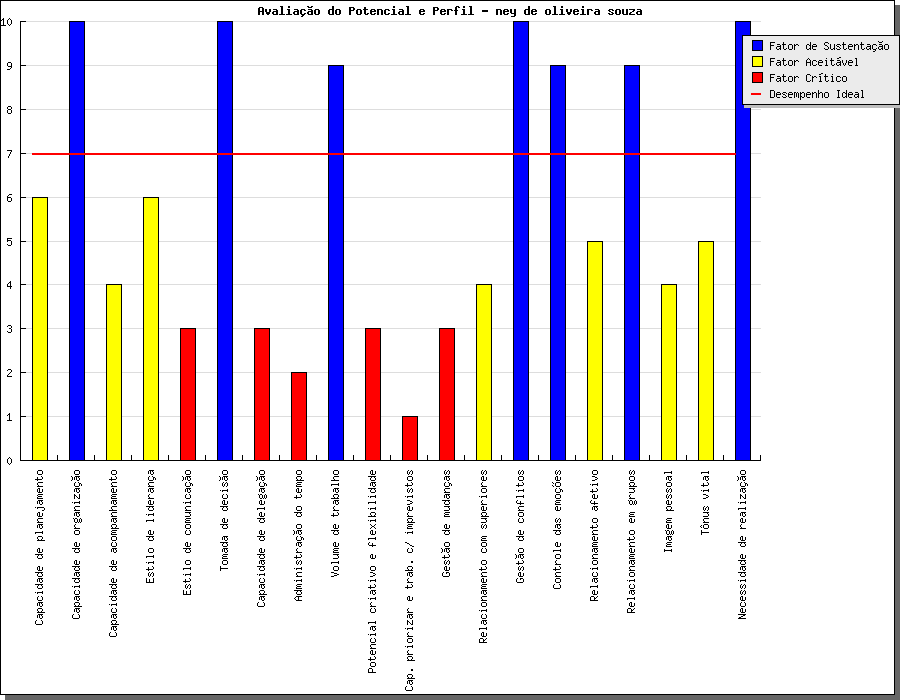 Avaliação do Potencial e Perfil - ney de oliveira souza
Fator de Sustentação
Fator Aceitável
Fator Crítico
Desempenho Ideal
10
9
8
7
6
5
4
3
2
1
0
Capacidade de planejamento
Capacidade de organização
Capacidade de acompanhamento
Estilo de liderança
Estilo de comunicação
Tomada de decisão
Capacidade de delegação
Administração do tempo
Volume de trabalho
Potencial criativo e flexibilidade
Cap. priorizar e trab. c/ imprevistos
Gestão de mudanças
Relacionamento com superiores
Gestão de conflitos
Controle das emoções
Relacionamento afetivo
Relacionamento em grupos
Imagem pessoal
Tônus vital
Necessidade de realização